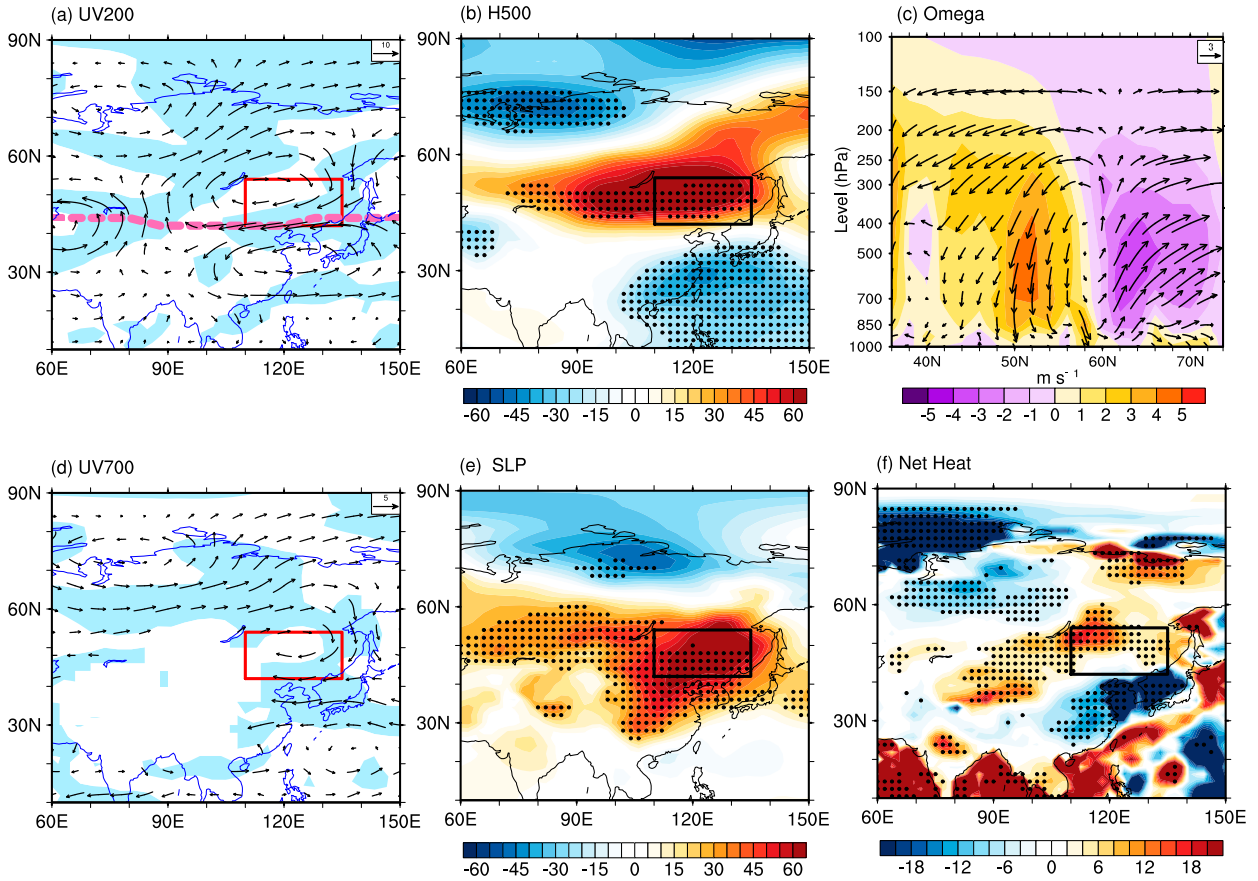 (a) UV200
90N
60N
30N
60E 90E 120E 150E
10
(b) H500
90N
60N
30N
60E 90E 120E 150E
-60 -45 -30 -15 0 15 30 45 60
(c) Omega
Level (hPa)
100
150
200
250
300
400
500
700
850
1000
3
40N 50N 60N 70N
m s⁻¹
-5 -4 -3 -2 -1 0 1 2 3 4 5
(d) UV700
90N
60N
30N
60E 90E 120E 150E
5
(e) SLP
90N
60N
30N
60E 90E 120E 150E
-60 -45 -30 -15 0 15 30 45 60
(f) Net Heat
90N
60N
30N
60E 90E 120E 150E
-18 -12 -6 0 6 12 18